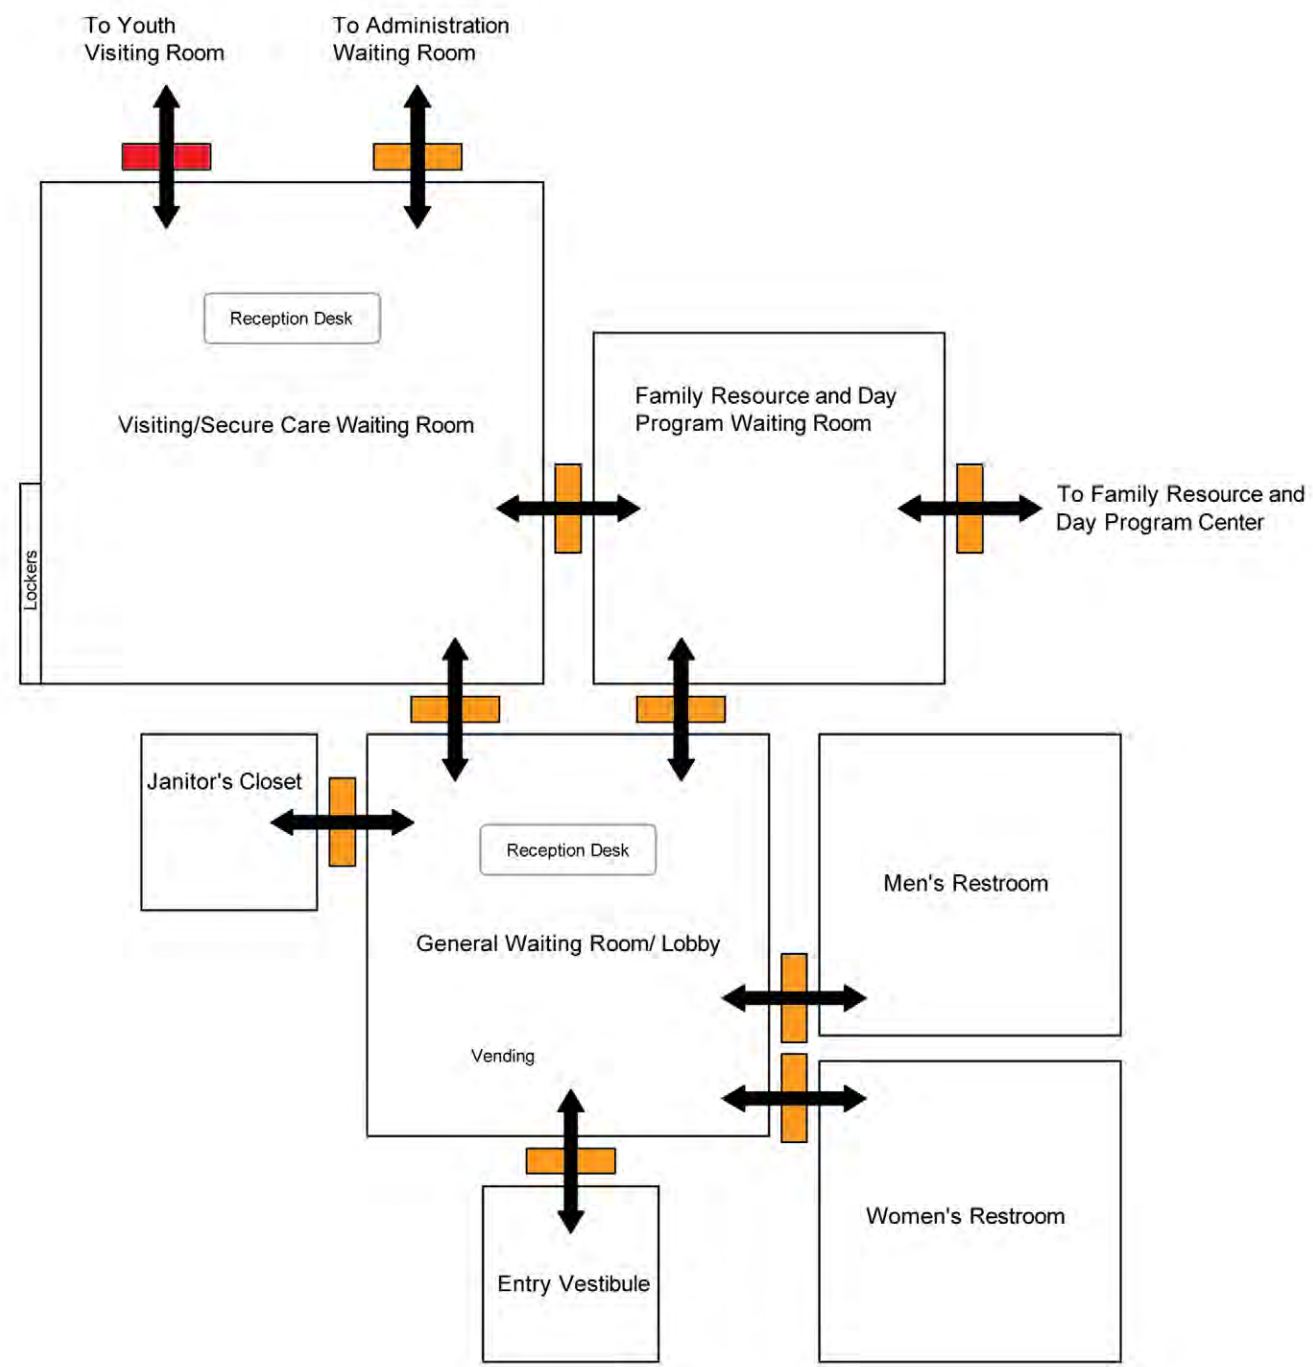 To Youth
Visiting Room
To Administration
Waiting Room
Reception Desk
Visiting/Secure Care Waiting Room
Lockers
Family Resource and Day
Program Waiting Room
To Family Resource and
Day Program Center
Janitor's Closet
Reception Desk
General Waiting Room/ Lobby
Vending
Men's Restroom
Women's Restroom
Entry Vestibule